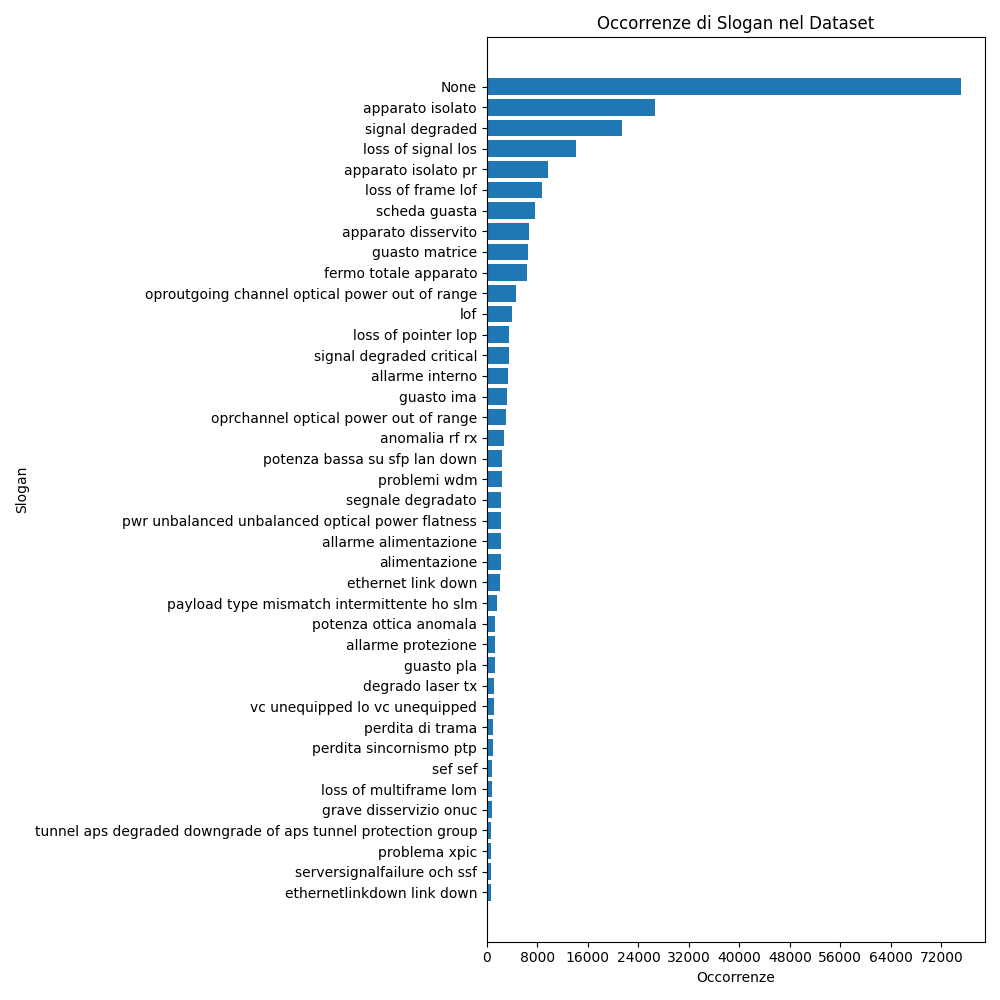 Occorrenze di Slogan nel Dataset
None
apparato isolato
signal degraded
loss of signal los
apparato isolato pr
loss of frame lof
scheda guasta
apparato disservito
guasto matrice
fermo totale apparato
oproutgoing channel optical power out of range
lof
loss of pointer lop
signal degraded critical
allarme interno
guasto ima
oprchannel optical power out of range
anomalia rf rx
potenza bassa su sfp lan down
problemi wdm
segnale degradato
pwr unbalanced unbalanced optical power flatness
allarme alimentazione
alimentazione
ethernet link down
payload type mismatch intermittente ho slm
potenza ottica anomala
allarme protezione
guasto pla
degrado laser tx
vc unequipped lo vc unequipped
perdita di trama
perdita sincornismo ptp
sef sef
loss of multiframe lom
grave disservizio onuc
tunnel aps degraded downgrade of aps tunnel protection group
problema xpic
serversignalfailure och ssf
ethernetlinkdown link down
Slogan
0 8000 16000 24000 32000 40000 48000 56000 64000 72000
Occorrenze